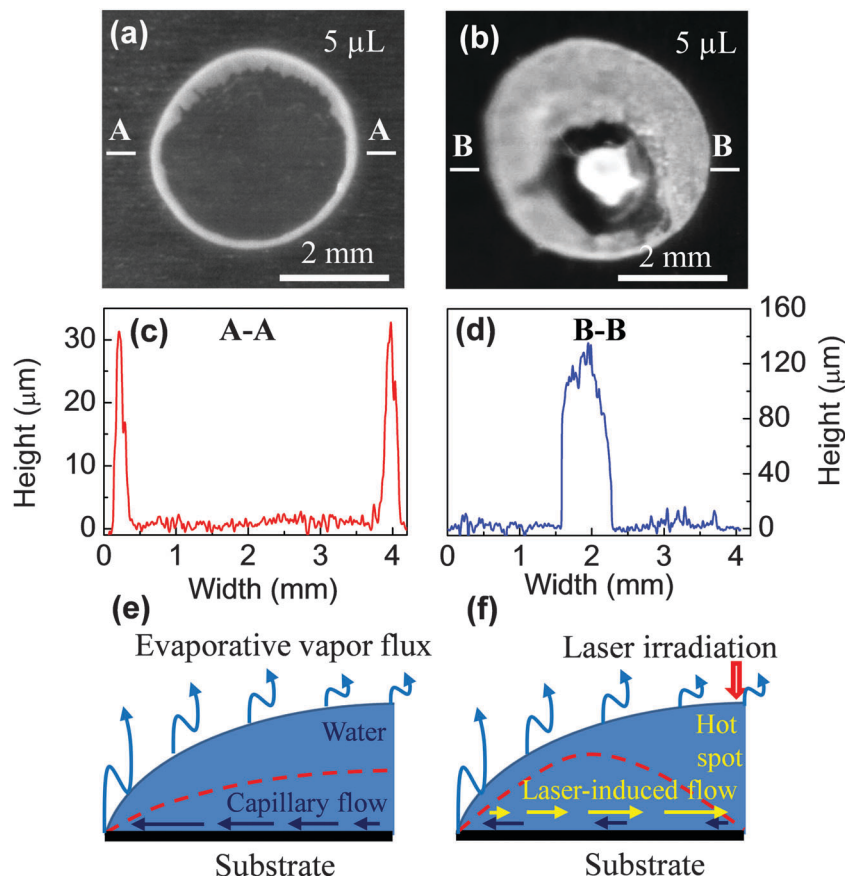 (a)
5 µL
A
A
2 mm
(b)
5 µL
B
B
2 mm
(c)
A-A
30
20
10
0
Height (µm)
0
1
2
3
4
Width (mm)
(d)
B-B
160
120
80
40
0
Height (µm)
0
1
2
3
4
Width (mm)
(e)
Evaporative vapor flux
Water
Capillary flow
Substrate
(f)
Laser irradiation
Hot
spot
Laser-induced flow
Substrate